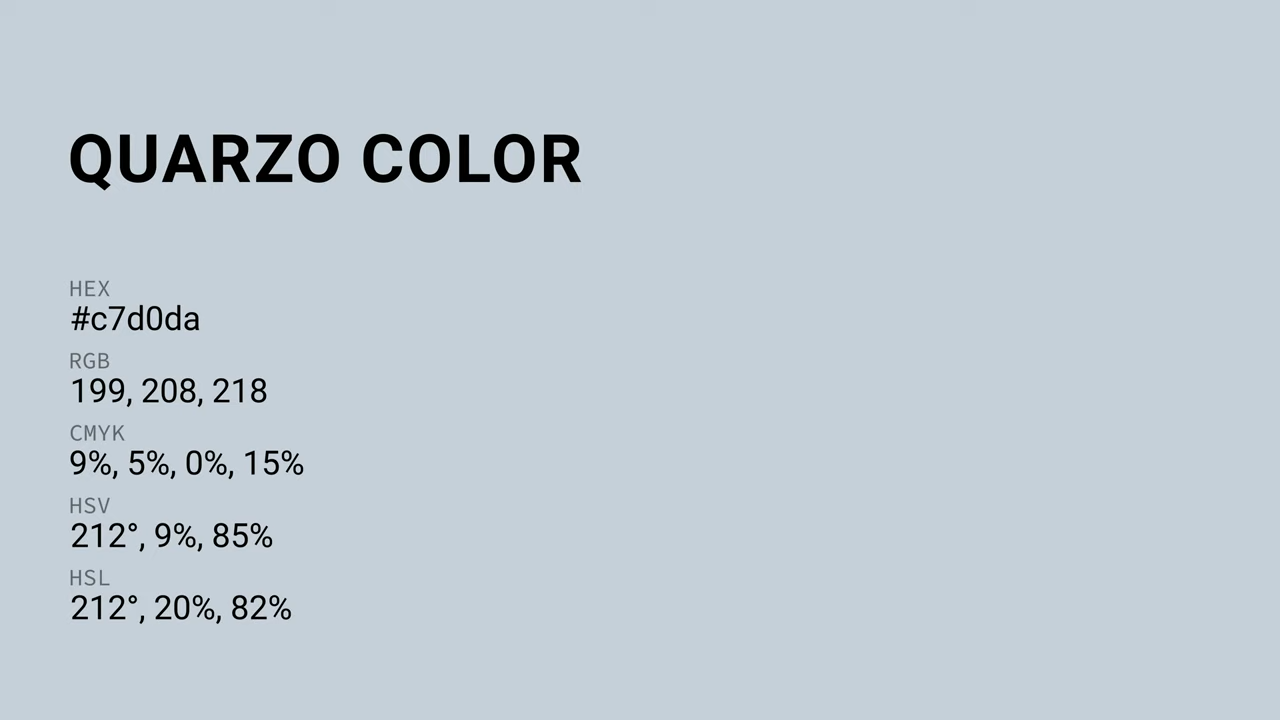 QUARZO COLOR
HEX
#c7d0da
RGB
199, 208, 218
CMYK
9%, 5%, 0%, 15%
HSV
212°, 9%, 85%
HSL
212°, 20%, 82%